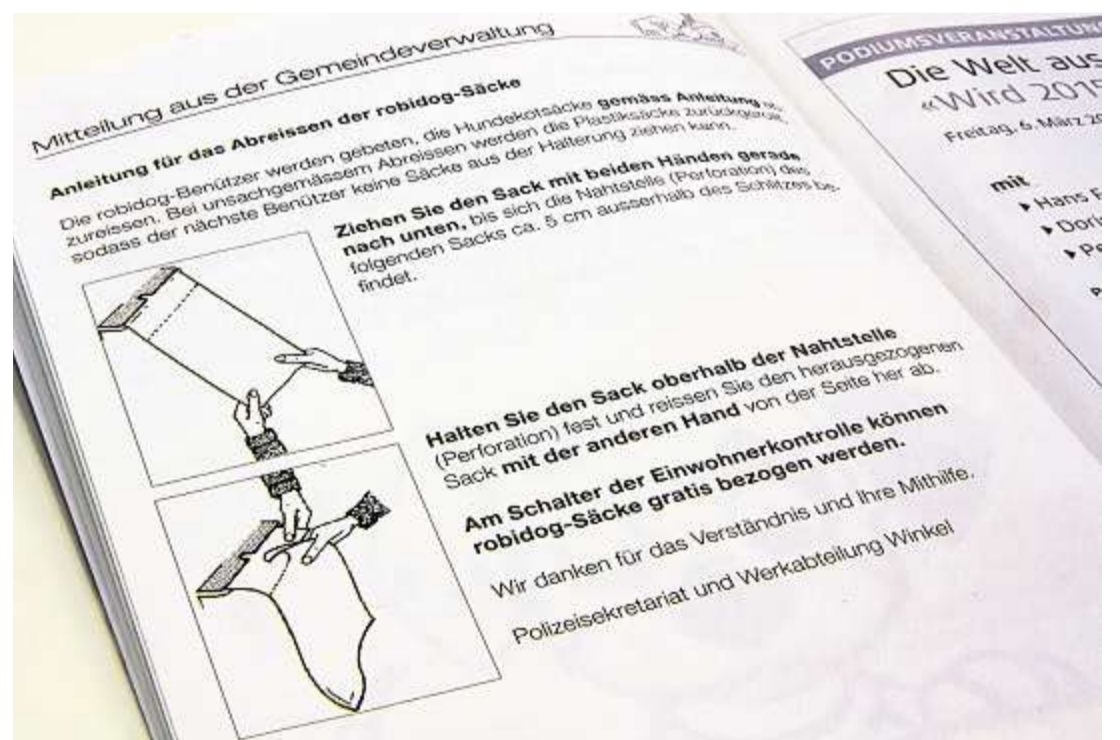 Mitteilung aus der Gemeindeverwaltung
Anleitung für das Abreissen der robidog-Säcke
Die robidog-Benützer werden gebeten, die Hundekotsäcke gemäss Anleitung ab-
zureissen. Bei unsachgemässem Abreissen werden die Plastiksäcke zurückgerollt,
sodass der nächste Benützer keine Säcke aus der Halterung ziehen kann.
Ziehen Sie den Sack mit beiden Händen gerade
nach unten, bis sich die Nahtstelle (Perforation) des
folgenden Sacks ca. 5 cm ausserhalb des Schlitzes be-
findet.
Halten Sie den Sack oberhalb der Nahtstelle
(Perforation) fest und reissen Sie den herausgezogenen
Sack mit der anderen Hand von der Seite her ab.
Am Schalter der Einwohnerkontrolle können
robidog-Säcke gratis bezogen werden.
Wir danken für das Verständnis und Ihre Mithilfe.
Polizeisekretariat und Werkabteilung Winkel
PODIUMSVERANSTALTUNG
Die Welt aus
«Wird 2015
Freitag, 6. März 20
mit
▸ Hans
▸ Dori
▸ Pe